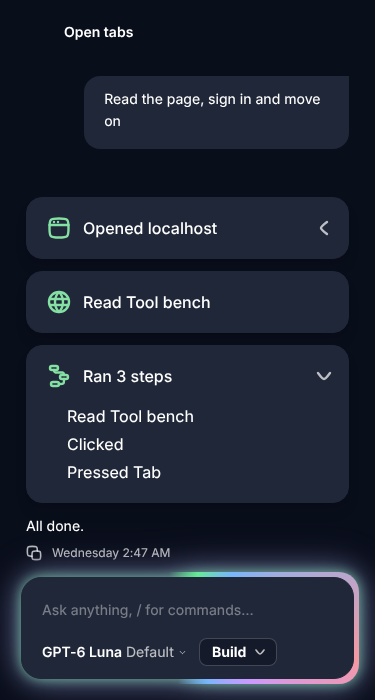 Open tabs
Read the page, sign in and move
on
Opened localhost
Read Tool bench
Ran 3 steps
Read Tool bench
Clicked
Pressed Tab
All done.
Wednesday 2:47 AM
Ask anything, / for commands...
GPT-6 Luna Default Build